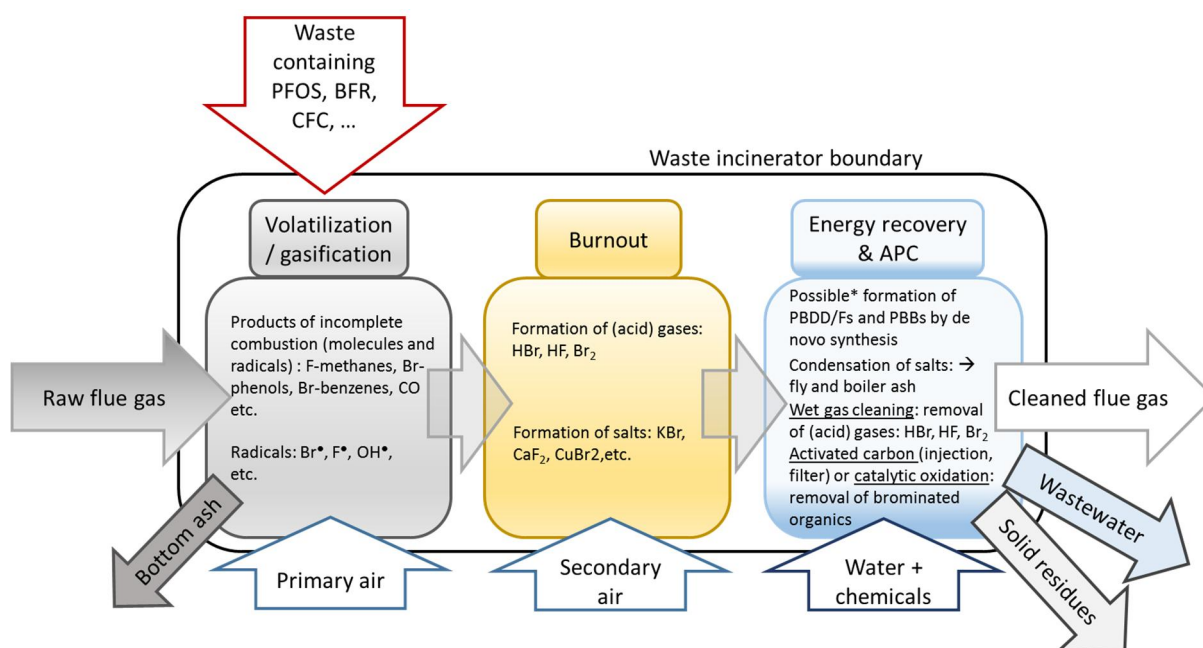 Waste
containing
PFOS, BFR,
CFC, ...
Waste incinerator boundary
Volatilization
/ gasification
Burnout
Energy recovery
& APC
Raw flue gas
Products of incomplete
combustion (molecules and
radicals) : F-methanes, Br-
phenols, Br-benzenes, CO
etc.
Radicals: Br•, F•, OH•,
etc.
Formation of (acid) gases:
HBr, HF, Br₂
Formation of salts: KBr,
CaF₂, CuBr2,etc.
Possible* formation of
PBDD/Fs and PBBs by de
novo synthesis
Condensation of salts: →
fly and boiler ash
Wet gas cleaning: removal
of (acid) gases: HBr, HF, Br₂
Activated carbon (injection,
filter) or catalytic oxidation:
removal of brominated
organics
Cleaned flue gas
Bottom ash
Primary air
Secondary
air
Water +
chemicals
Wastewater
Solid residues